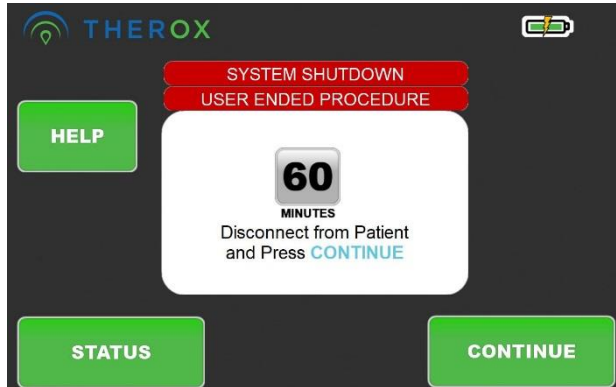 THEROX
SYSTEM SHUTDOWN
USER ENDED PROCEDURE
HELP
60
MINUTES
Disconnect from Patient
and Press CONTINUE
STATUS
CONTINUE